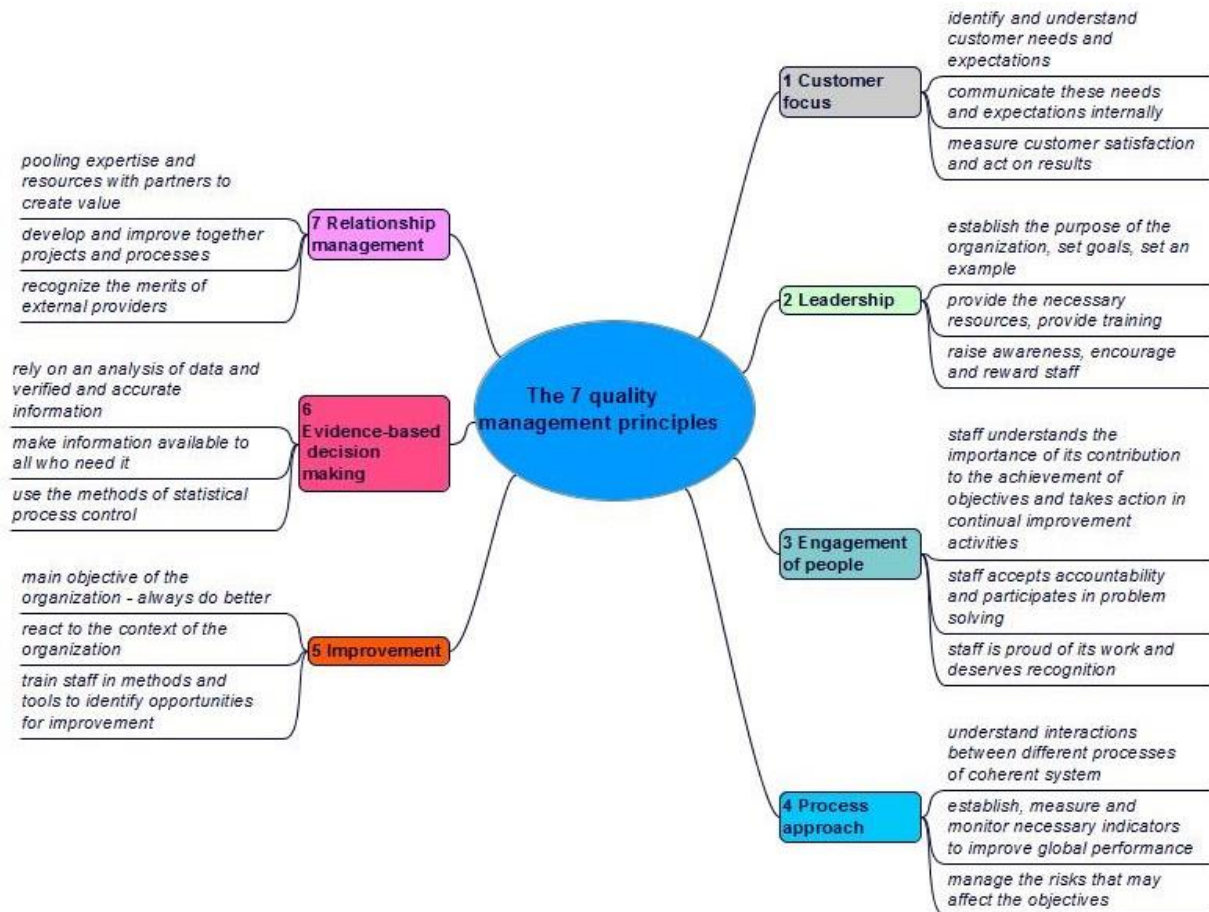 The 7 quality
management principles
1 Customer
focus
identify and understand
customer needs and
expectations
communicate these needs
and expectations internally
measure customer satisfaction
and act on results
2 Leadership
establish the purpose of the
organization, set goals, set an
example
provide the necessary
resources, provide training
raise awareness, encourage
and reward staff
3 Engagement
of people
staff understands the
importance of its contribution
to the achievement of
objectives and takes action in
continual improvement
activities
staff accepts accountability
and participates in problem
solving
staff is proud of its work and
deserves recognition
4 Process
approach
understand interactions
between different processes
of coherent system
establish, measure and
monitor necessary indicators
to improve global performance
manage the risks that may
affect the objectives
5 Improvement
main objective of the
organization - always do better
react to the context of the
organization
train staff in methods and
tools to identify opportunities
for improvement
6
Evidence-based
decision
making
rely on an analysis of data and
verified and accurate
information
make information available to
all who need it
use the methods of statistical
process control
7 Relationship
management
pooling expertise and
resources with partners to
create value
develop and improve together
projects and processes
recognize the merits of
external providers